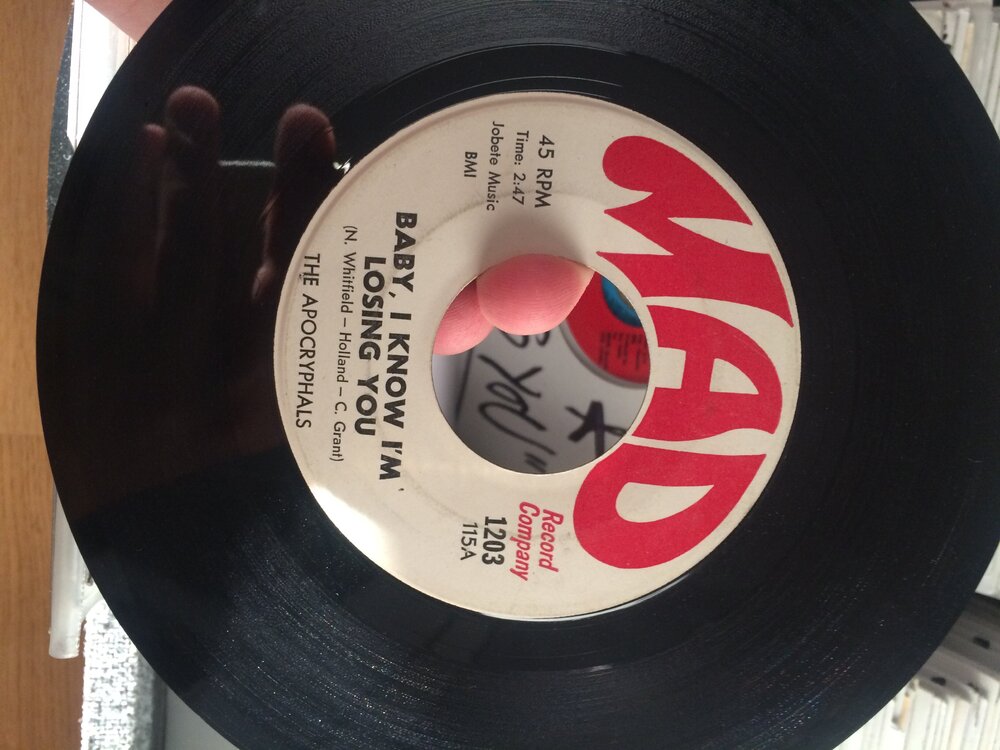 MAD
Record
Company
1203
115A
45 RPM
Time: 2:47
Jobete Music
BMI
BABY, I KNOW I'M
LOSING YOU
(N. Whitfield – Holland – C. Grant)
THE APOCRYPHALS